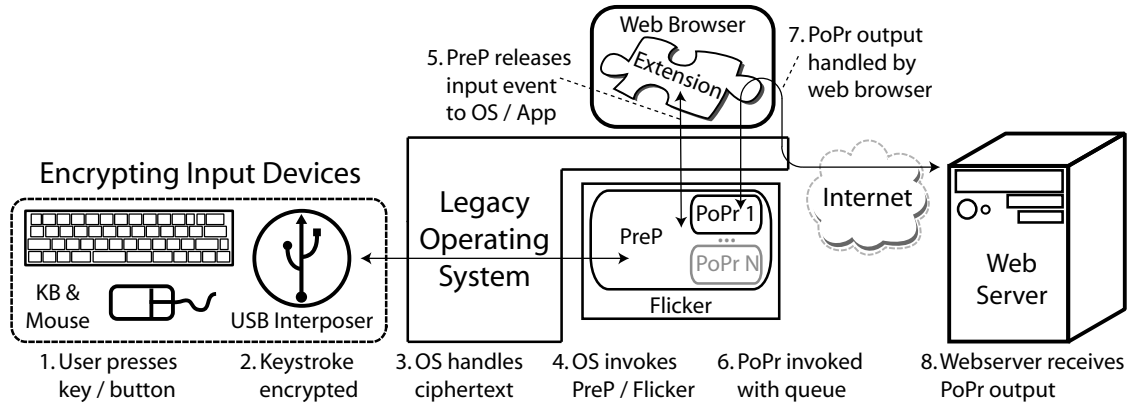 Web Browser
Extension
5. PreP releases
input event
to OS / App
7. PoPr output
handled by
web browser
Encrypting Input Devices
Legacy
Operating
System
PreP
PoPr 1
...
PoPr N
Flicker
Internet
Web
Server
KB &
Mouse
USB Interposer
1. User presses
key / button
2. Keystroke
encrypted
3. OS handles
ciphertext
4. OS invokes
PreP / Flicker
6. PoPr invoked
with queue
8. Webserver receives
PoPr output